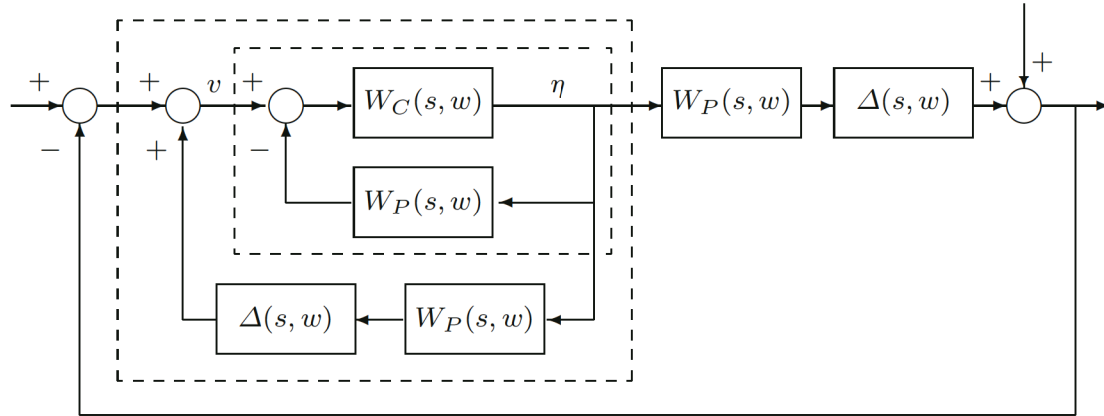 + + v + W_C(s, w) η W_P(s, w) Δ(s, w) + +
− + − W_P(s, w)
Δ(s, w) W_P(s, w)